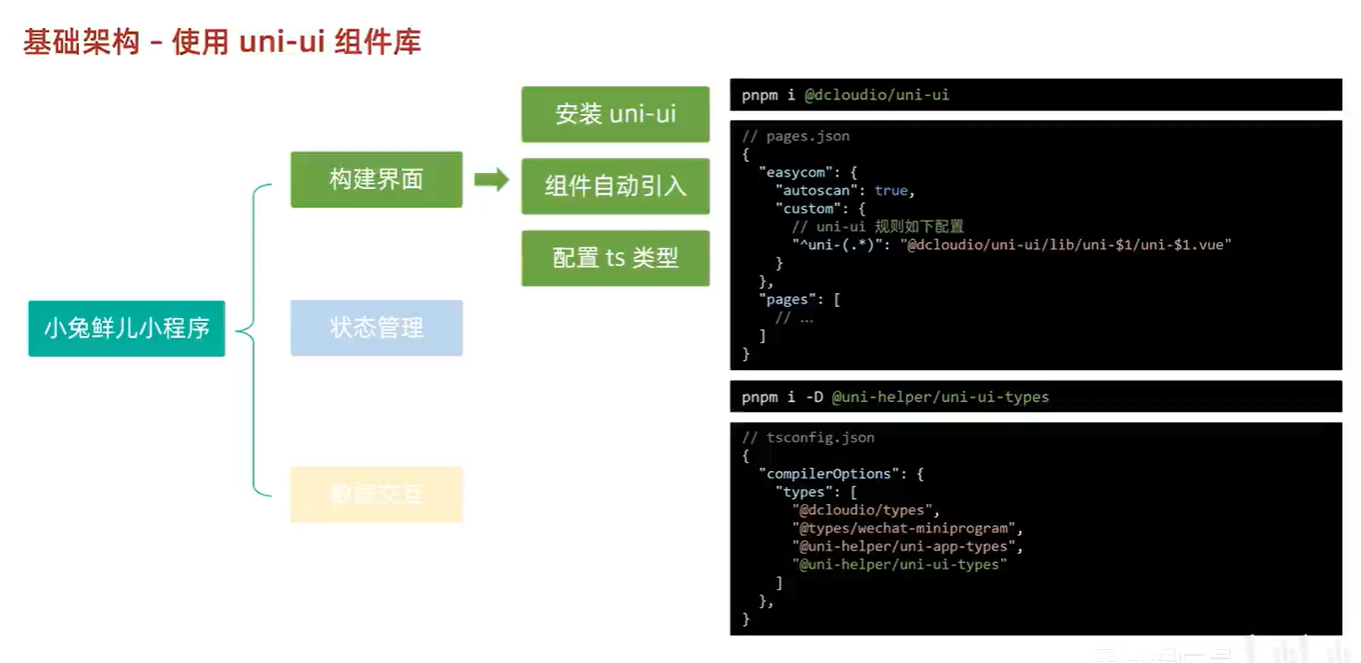 基础架构 – 使用 uni-ui 组件库
小兔鲜儿小程序
构建界面
状态管理
数据交互
安装 uni-ui
组件自动引入
配置 ts 类型
pnpm i @dcloudio/uni-ui
// pages.json
{
"easycom": {
"autoscan": true,
"custom": {
// uni-ui 规则如下配置
"^uni-(.*)": "@dcloudio/uni-ui/lib/uni-$1/uni-$1.vue"
}
},
"pages": [
// …
]
}
pnpm i -D @uni-helper/uni-ui-types
// tsconfig.json
{
"compilerOptions": {
"types": [
"@dcloudio/types",
"@types/wechat-miniprogram",
"@uni-helper/uni-app-types",
"@uni-helper/uni-ui-types"
]
},
}